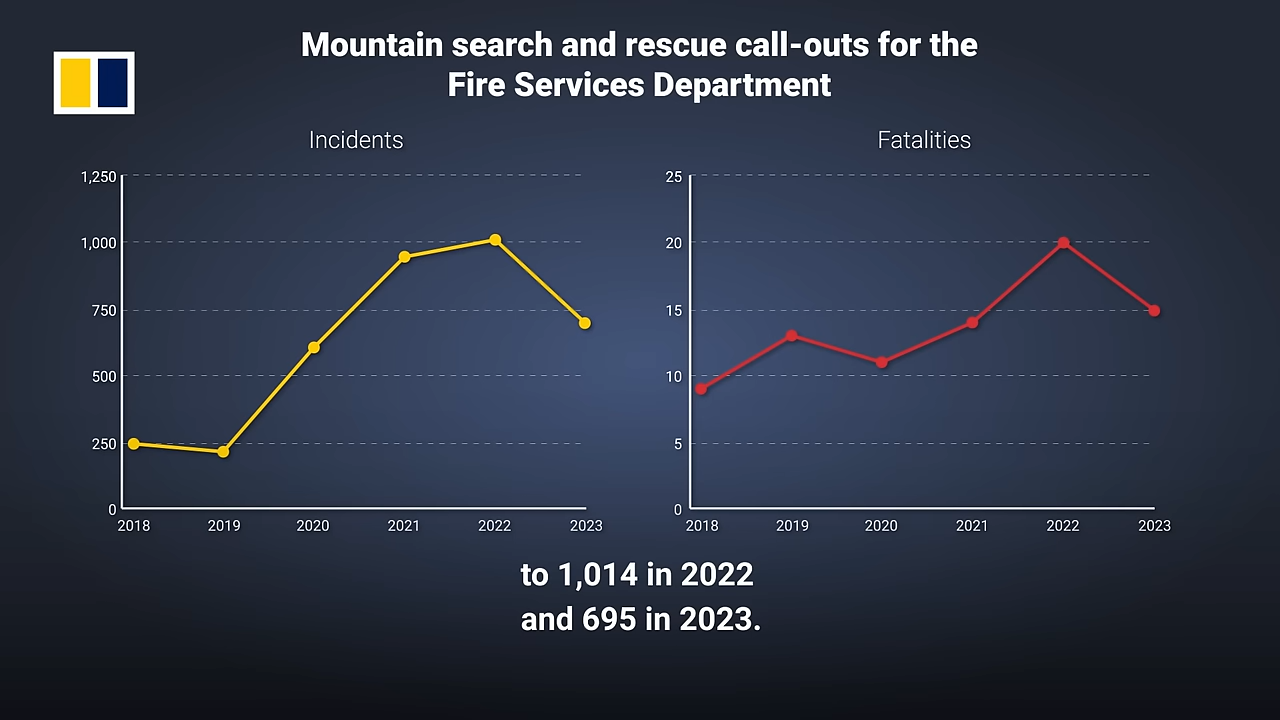 Mountain search and rescue call-outs for the
Fire Services Department
Incidents
1,250
1,000
750
500
250
0
2018 2019 2020 2021 2022 2023
Fatalities
25
20
15
10
5
0
2018 2019 2020 2021 2022 2023
to 1,014 in 2022
and 695 in 2023.